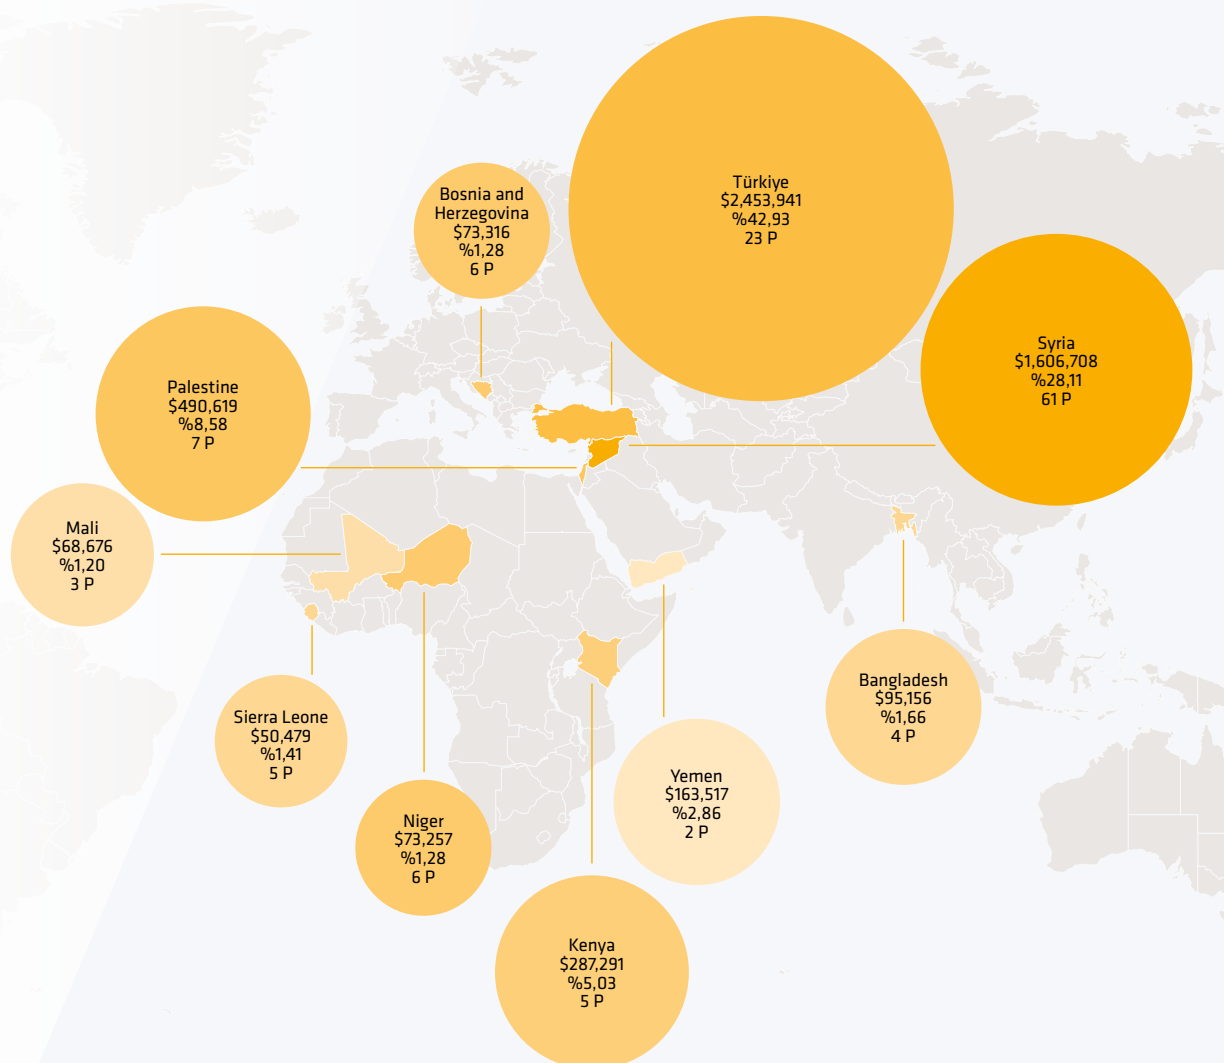 Türkiye
$2,453,941
%42,93
23 P
Bosnia and
Herzegovina
$73,316
%1,28
6 P
Syria
$1,606,708
%28,11
61 P
Palestine
$490,619
%8,58
7 P
Mali
$68,676
%1,20
3 P
Sierra Leone
$50,479
%1,41
5 P
Niger
$73,257
%1,28
6 P
Yemen
$163,517
%2,86
2 P
Bangladesh
$95,156
%1,66
4 P
Kenya
$287,291
%5,03
5 P